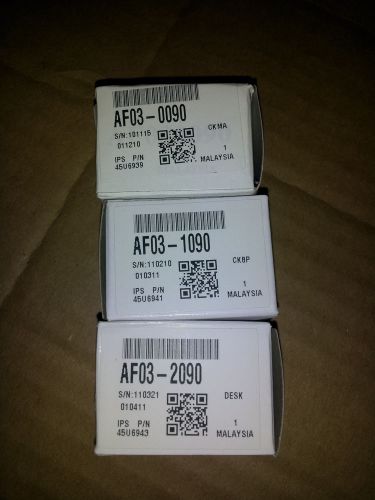 AF03-0090
S/N:101115 CKMA
011210
IPS P/N 1
45U6939 MALAYSIA
AF03-1090
S/N:110210 CKBP
010311
IPS P/N 1
45U6941 MALAYSIA
AF03-2090
S/N:110321 DESK
010411
IPS P/N 1
45U6943 MALAYSIA